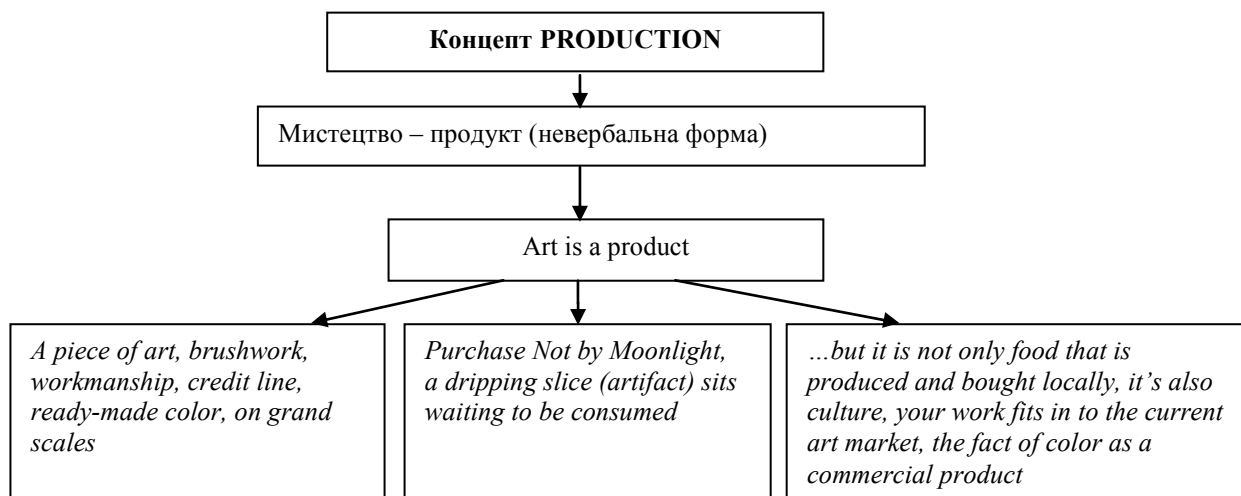 Концепт PRODUCTION
Мистецтво – продукт (невербальна форма)
Art is a product
A piece of art, brushwork,
workmanship, credit line,
ready-made color, on grand
scales
Purchase Not by Moonlight,
a dripping slice (artifact) sits
waiting to be consumed
…but it is not only food that is
produced and bought locally, it’s also
culture, your work fits in to the current
art market, the fact of color as a
commercial product